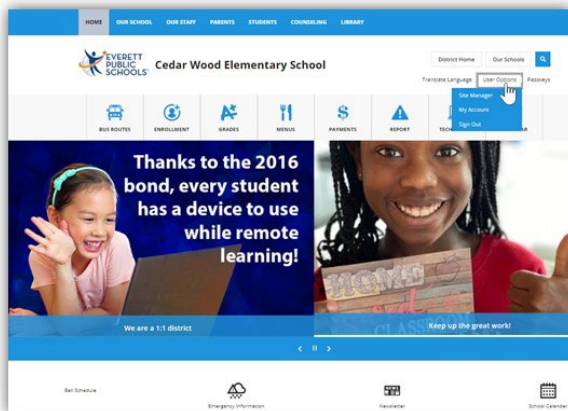 HOME OUR SCHOOL OUR STAFF PARENTS STUDENTS COUNSELING LIBRARY
EVERETT
PUBLIC
SCHOOLS
Cedar Wood Elementary School
District Home Our Schools
Translate Language User Options Passkeys
Site Manager
My Account
Sign Out
BUS ROUTES ENROLLMENT GRADES MENUS PAYMENTS REPORT
Thanks to the 2016
bond, every student
has a device to use
while remote
learning!
HOME
CLASSROOM
We are a 1:1 district
Keep up the great work!
Bell Schedule Emergency Information Newsletter School Calendar